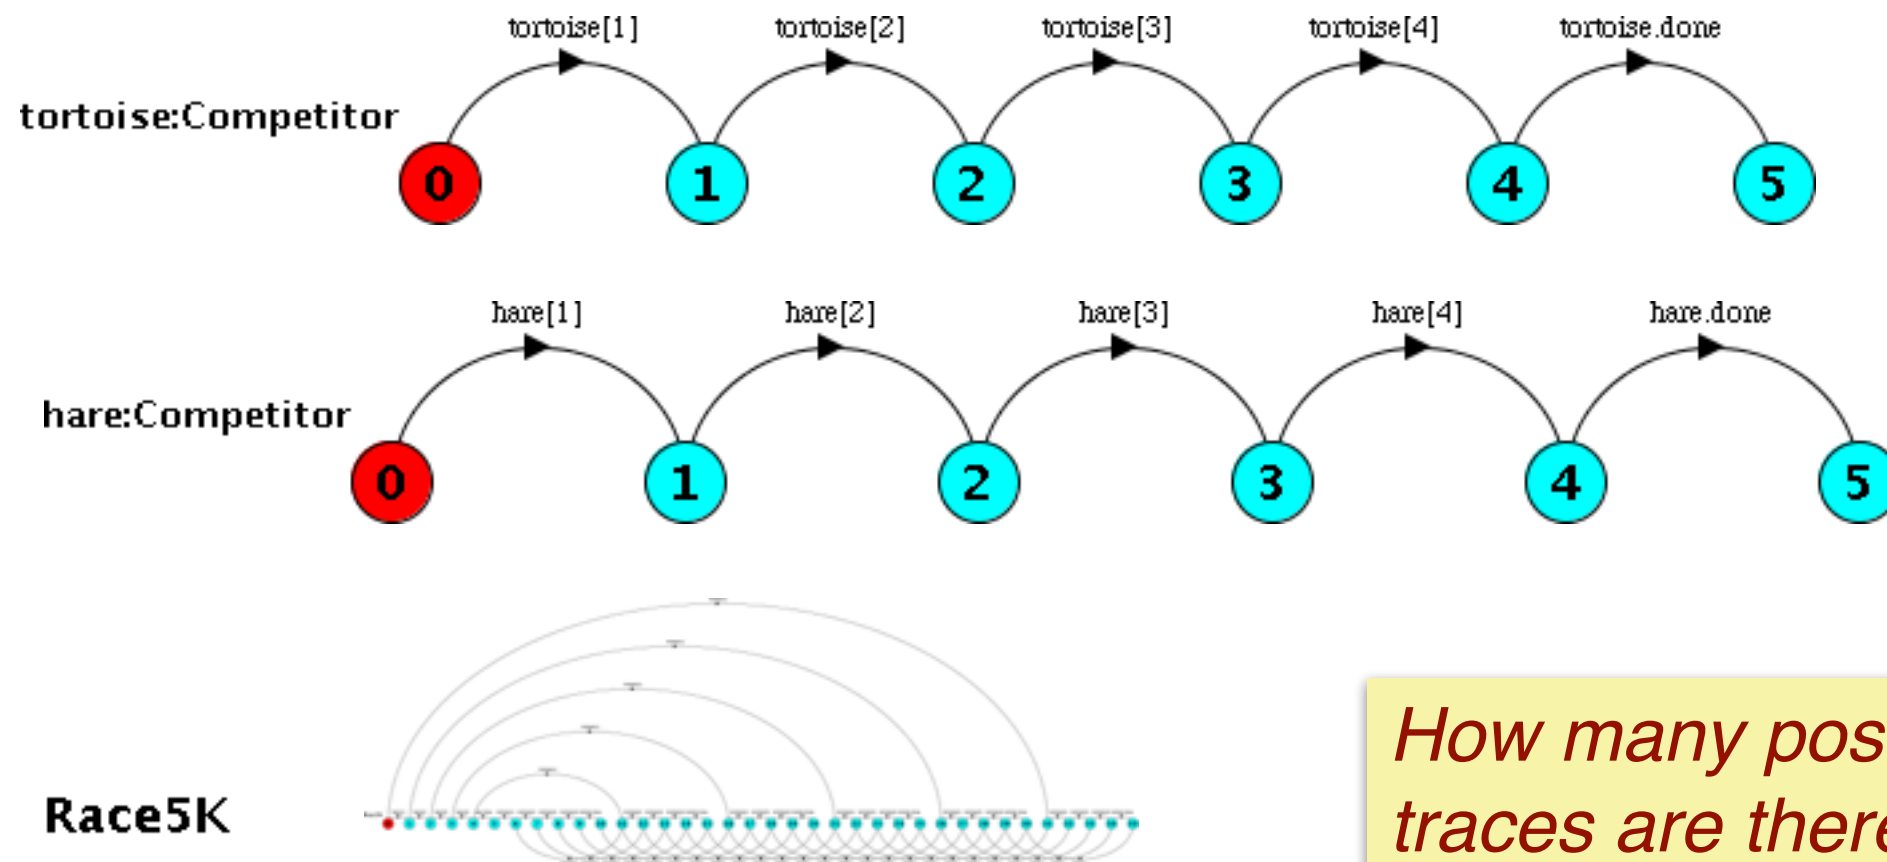 tortoise[1] tortoise[2] tortoise[3] tortoise[4] tortoise.done
tortoise:Competitor
0 1 2 3 4 5
hare[1] hare[2] hare[3] hare[4] hare.done
hare:Competitor
0 1 2 3 4 5
How many pos
traces are there
Race5K